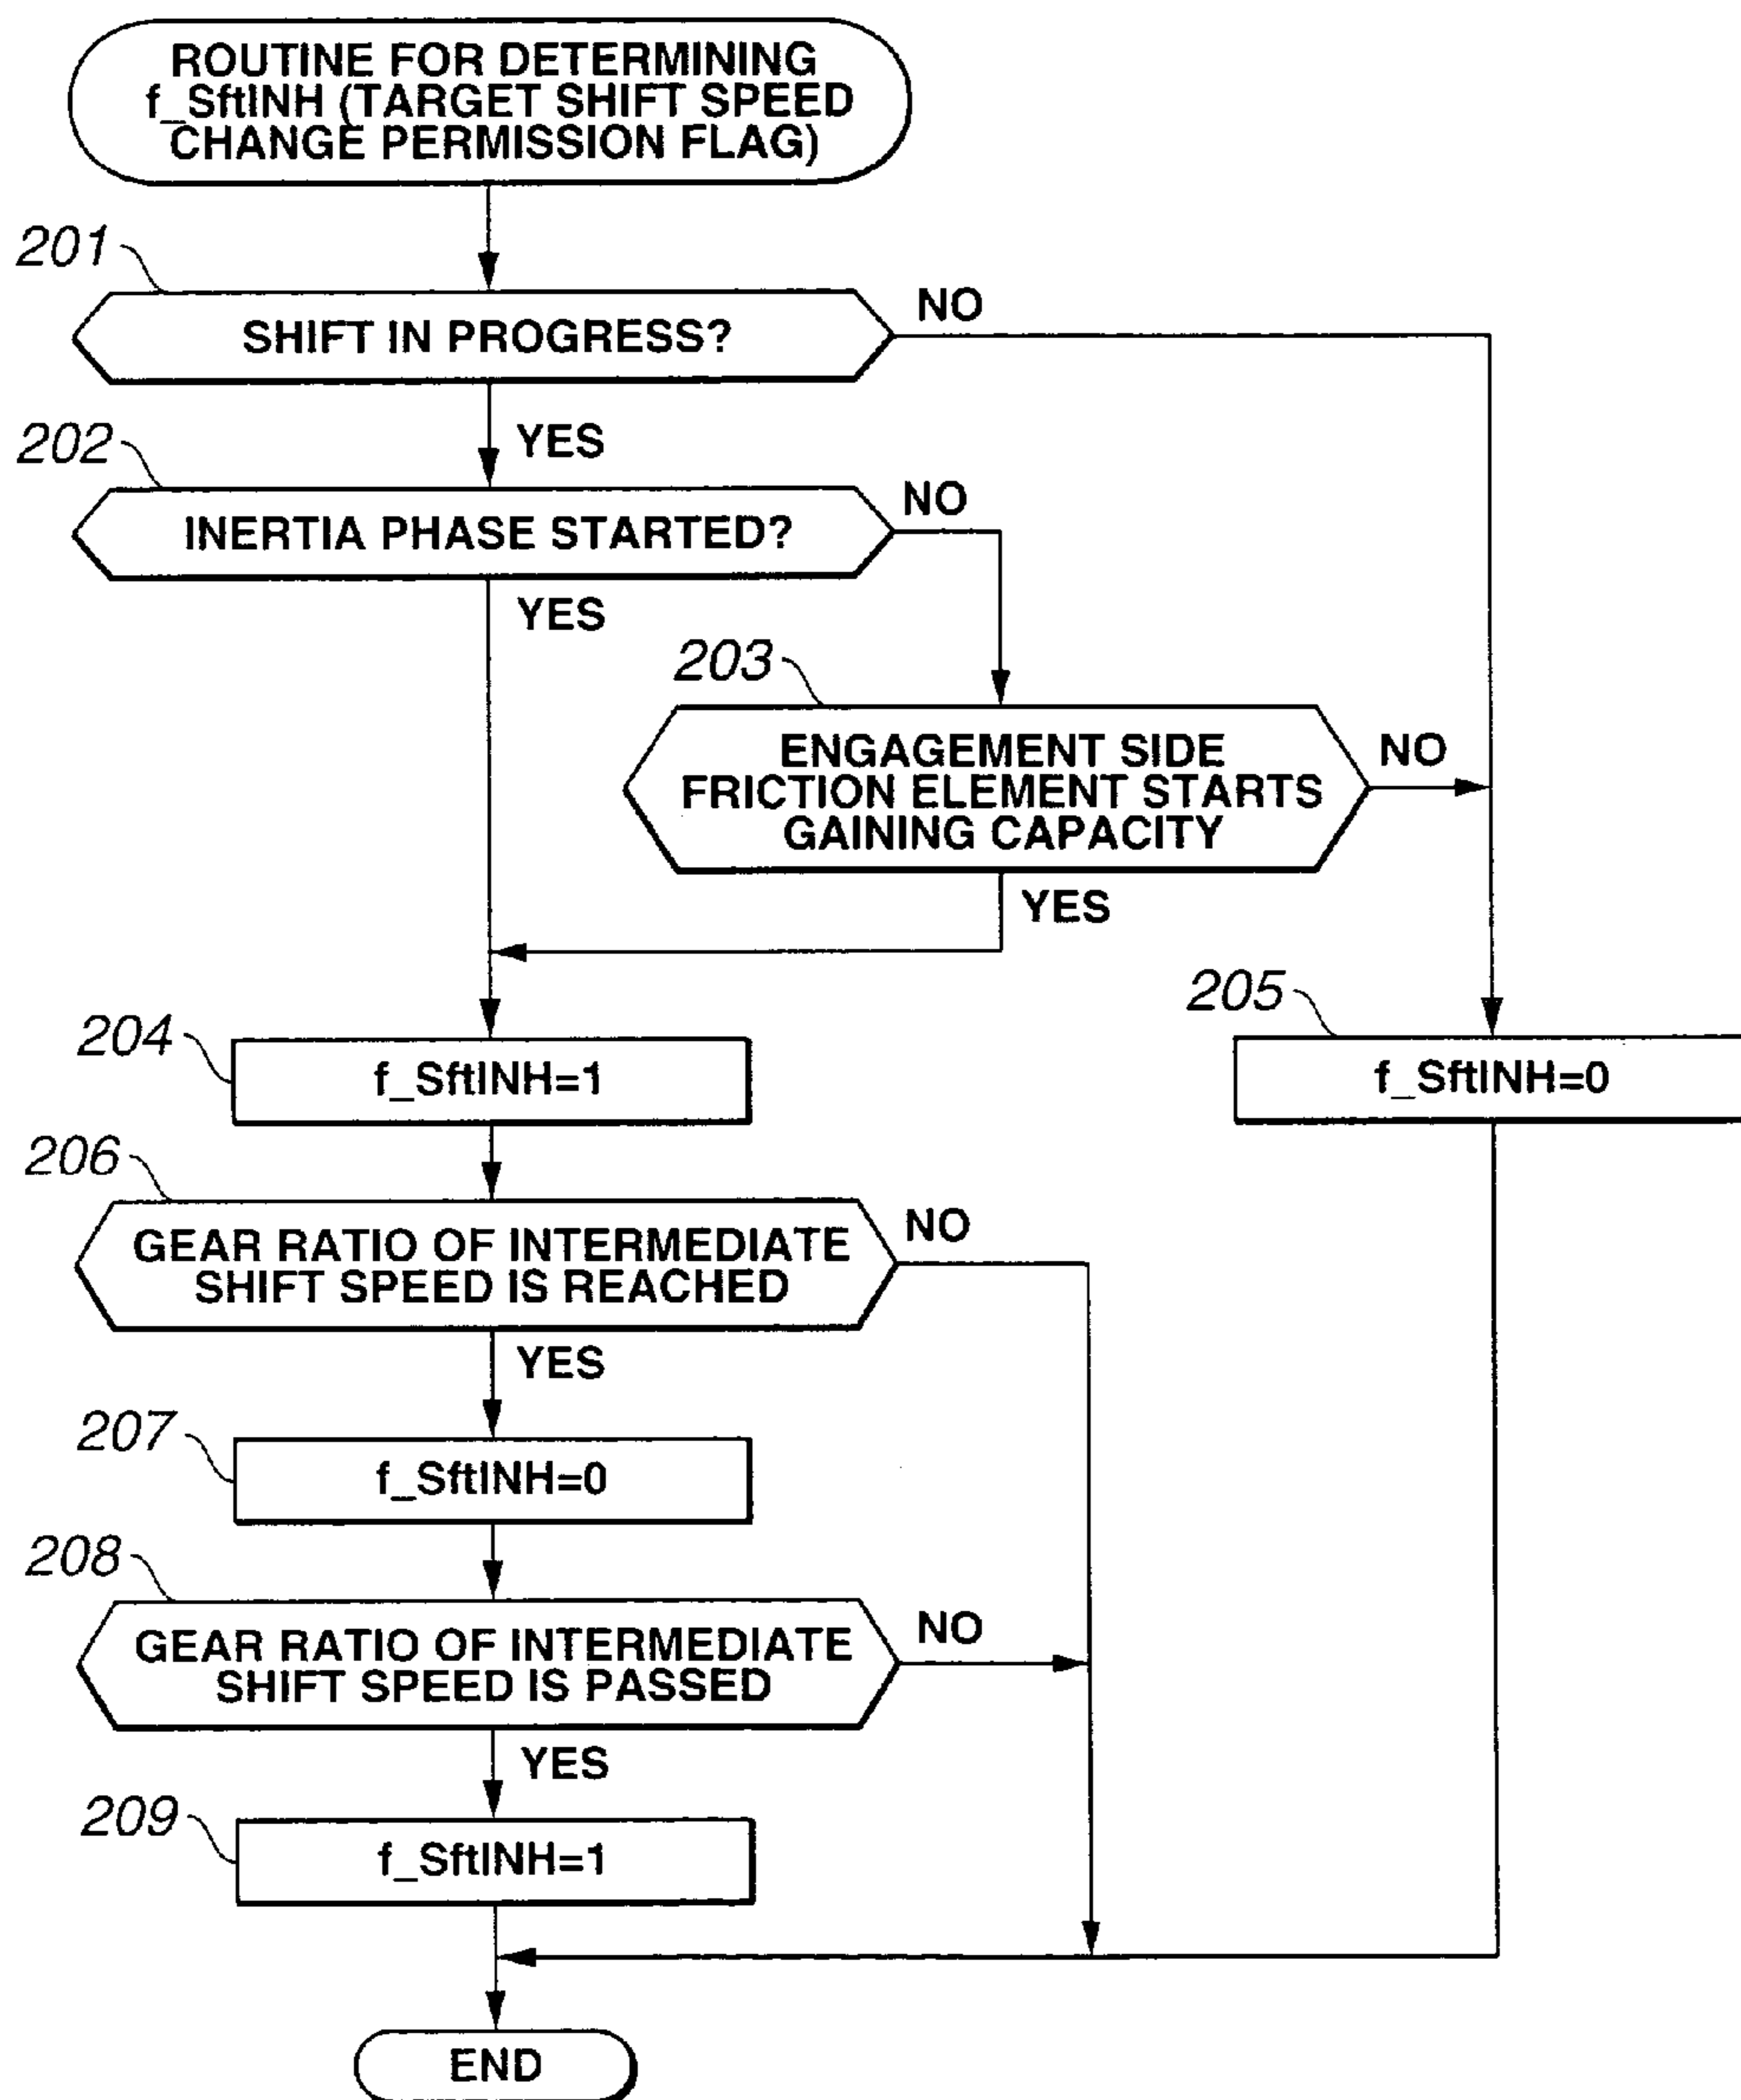 ROUTINE FOR DETERMINING
f_SftINH (TARGET SHIFT SPEED
CHANGE PERMISSION FLAG)
201
SHIFT IN PROGRESS?
NO
YES
202
INERTIA PHASE STARTED?
NO
YES
203
ENGAGEMENT SIDE
FRICTION ELEMENT STARTS
GAINING CAPACITY
NO
YES
204
f_SftINH=1
205
f_SftINH=0
206
GEAR RATIO OF INTERMEDIATE
SHIFT SPEED IS REACHED
NO
YES
207
f_SftINH=0
208
GEAR RATIO OF INTERMEDIATE
SHIFT SPEED IS PASSED
NO
YES
209
f_SftINH=1
END